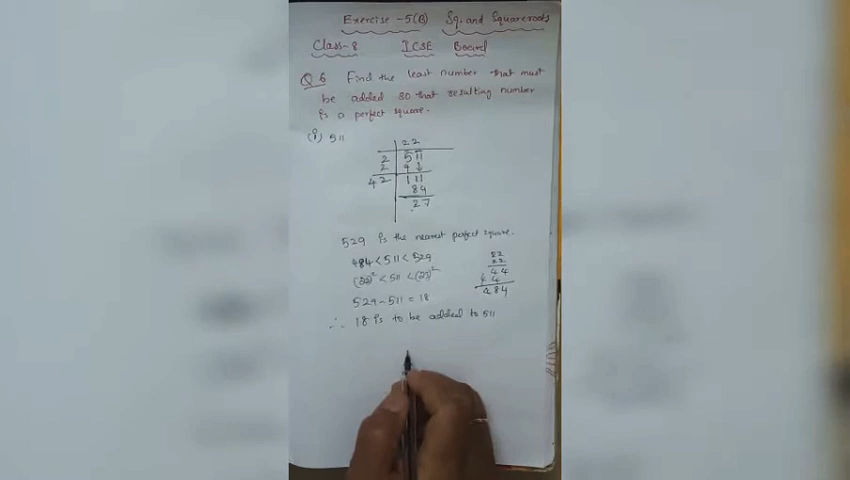 Exercise - 5(B) Sq. and Squareroots
Class-8 ICSE Board
Q6 Find the least number that must
be added so that resulting number
is a perfect square.
(i) 511
22
2 511
2 4↓
42 111
84
27
529 is the nearest perfect square.
484 < 511 < 529
(22)² < 511 < (23)²
529 - 511 = 18
∴ 18 is to be added to 511
22
22
44
44
484